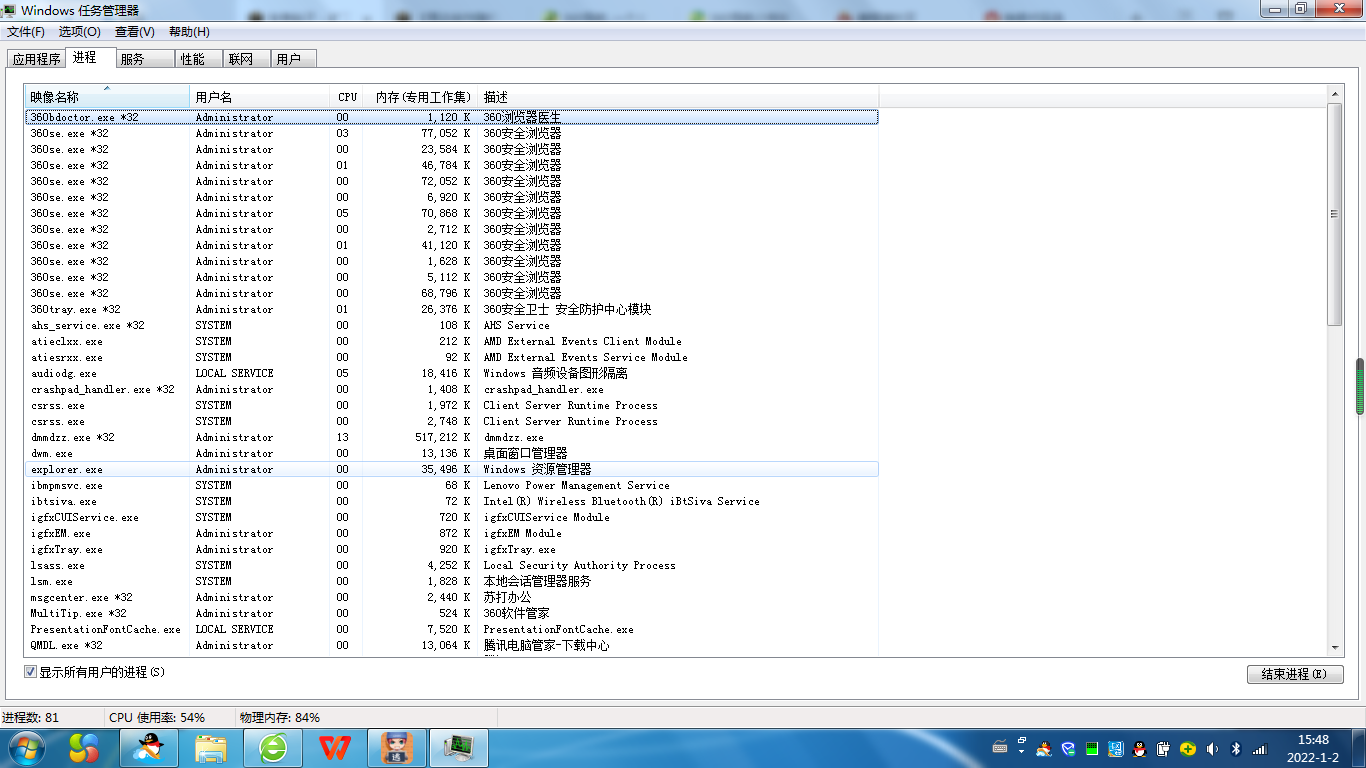 Windows 任务管理器
文件(F) 选项(O) 查看(V) 帮助(H)
应用程序 进程 服务 性能 联网 用户
映像名称 用户名 CPU 内存(专用工作集) 描述
360bdoctor.exe *32 Administrator 00 1,120 K 360浏览器医生
360se.exe *32 Administrator 03 77,052 K 360安全浏览器
360se.exe *32 Administrator 00 23,584 K 360安全浏览器
360se.exe *32 Administrator 01 46,784 K 360安全浏览器
360se.exe *32 Administrator 00 72,052 K 360安全浏览器
360se.exe *32 Administrator 00 6,920 K 360安全浏览器
360se.exe *32 Administrator 05 70,868 K 360安全浏览器
360se.exe *32 Administrator 00 2,712 K 360安全浏览器
360se.exe *32 Administrator 01 41,120 K 360安全浏览器
360se.exe *32 Administrator 00 1,628 K 360安全浏览器
360se.exe *32 Administrator 00 5,112 K 360安全浏览器
360se.exe *32 Administrator 00 68,796 K 360安全浏览器
360tray.exe *32 Administrator 01 26,376 K 360安全卫士 安全防护中心模块
ahs_service.exe *32 SYSTEM 00 108 K AHS Service
atieclxx.exe SYSTEM 00 212 K AMD External Events Client Module
atiesrxx.exe SYSTEM 00 92 K AMD External Events Service Module
audiodg.exe LOCAL SERVICE 05 18,416 K Windows 音频设备图形隔离
crashpad_handler.exe *32 Administrator 00 1,408 K crashpad_handler.exe
csrss.exe SYSTEM 00 1,972 K Client Server Runtime Process
csrss.exe SYSTEM 00 2,748 K Client Server Runtime Process
dmmdzz.exe *32 Administrator 13 517,212 K dmmdzz.exe
dwm.exe Administrator 00 13,136 K 桌面窗口管理器
explorer.exe Administrator 00 35,496 K Windows 资源管理器
ibmpmsvc.exe SYSTEM 00 68 K Lenovo Power Management Service
ibtsiva.exe SYSTEM 00 72 K Intel(R) Wireless Bluetooth(R) iBtSiva Service
igfxCUIService.exe SYSTEM 00 720 K igfxCUIService Module
igfxEM.exe Administrator 00 872 K igfxEM Module
igfxTray.exe Administrator 00 920 K igfxTray.exe
lsass.exe SYSTEM 00 4,252 K Local Security Authority Process
lsm.exe SYSTEM 00 1,828 K 本地会话管理器服务
msgcenter.exe *32 Administrator 00 2,440 K 苏打办公
MultiTip.exe *32 Administrator 00 524 K 360软件管家
PresentationFontCache.exe LOCAL SERVICE 00 7,520 K PresentationFontCache.exe
QMDL.exe *32 Administrator 00 13,064 K 腾讯电脑管家-下载中心
显示所有用户的进程(S) 结束进程(E)
进程数: 81 CPU 使用率: 54% 物理内存: 84%
15:48
2022-1-2